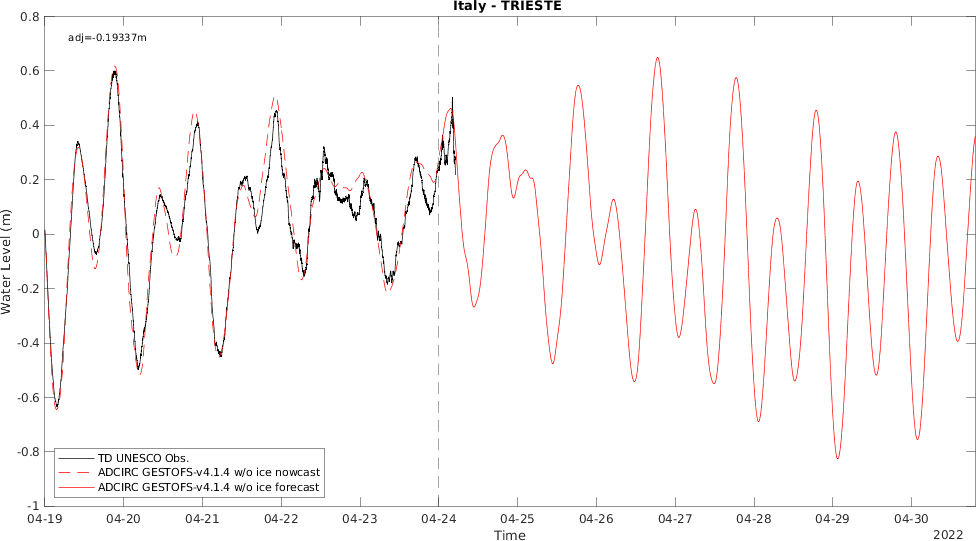 Italy - TRIESTE
adj=-0.19337m
0.8
0.6
0.4
0.2
0
-0.2
-0.4
-0.6
-0.8
-1
Water Level (m)
TD UNESCO Obs.
ADCIRC GESTOFS-v4.1.4 w/o ice nowcast
ADCIRC GESTOFS-v4.1.4 w/o ice forecast
04-19 04-20 04-21 04-22 04-23 04-24 04-25 04-26 04-27 04-28 04-29 04-30
Time
2022